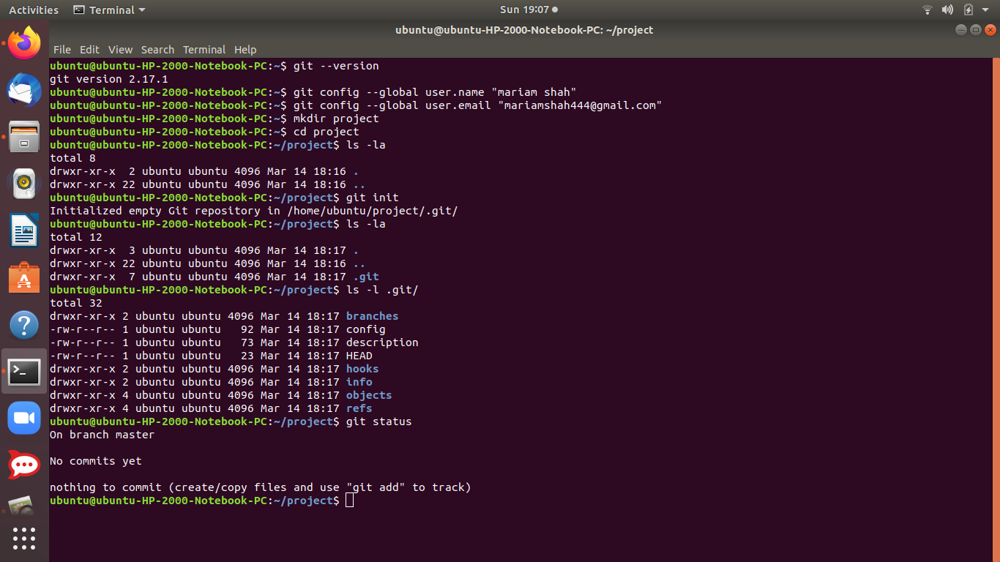 Activities Terminal Sun 19:07
ubuntu@ubuntu-HP-2000-Notebook-PC: ~/project
File Edit View Search Terminal Help
ubuntu@ubuntu-HP-2000-Notebook-PC:~$ git --version
git version 2.17.1
ubuntu@ubuntu-HP-2000-Notebook-PC:~$ git config --global user.name "mariam shah"
ubuntu@ubuntu-HP-2000-Notebook-PC:~$ git config --global user.email "mariamshah444@gmail.com"
ubuntu@ubuntu-HP-2000-Notebook-PC:~$ mkdir project
ubuntu@ubuntu-HP-2000-Notebook-PC:~$ cd project
ubuntu@ubuntu-HP-2000-Notebook-PC:~/project$ ls -la
total 8
drwxr-xr-x  2 ubuntu ubuntu 4096 Mar 14 18:16 .
drwxr-xr-x 22 ubuntu ubuntu 4096 Mar 14 18:16 ..
ubuntu@ubuntu-HP-2000-Notebook-PC:~/project$ git init
Initialized empty Git repository in /home/ubuntu/project/.git/
ubuntu@ubuntu-HP-2000-Notebook-PC:~/project$ ls -la
total 12
drwxr-xr-x  3 ubuntu ubuntu 4096 Mar 14 18:17 .
drwxr-xr-x 22 ubuntu ubuntu 4096 Mar 14 18:16 ..
drwxr-xr-x  7 ubuntu ubuntu 4096 Mar 14 18:17 .git
ubuntu@ubuntu-HP-2000-Notebook-PC:~/project$ ls -l .git/
total 32
drwxr-xr-x 2 ubuntu ubuntu 4096 Mar 14 18:17 branches
-rw-r--r-- 1 ubuntu ubuntu   92 Mar 14 18:17 config
-rw-r--r-- 1 ubuntu ubuntu   73 Mar 14 18:17 description
-rw-r--r-- 1 ubuntu ubuntu   23 Mar 14 18:17 HEAD
drwxr-xr-x 2 ubuntu ubuntu 4096 Mar 14 18:17 hooks
drwxr-xr-x 2 ubuntu ubuntu 4096 Mar 14 18:17 info
drwxr-xr-x 4 ubuntu ubuntu 4096 Mar 14 18:17 objects
drwxr-xr-x 4 ubuntu ubuntu 4096 Mar 14 18:17 refs
ubuntu@ubuntu-HP-2000-Notebook-PC:~/project$ git status
On branch master
No commits yet
nothing to commit (create/copy files and use "git add" to track)
ubuntu@ubuntu-HP-2000-Notebook-PC:~/project$